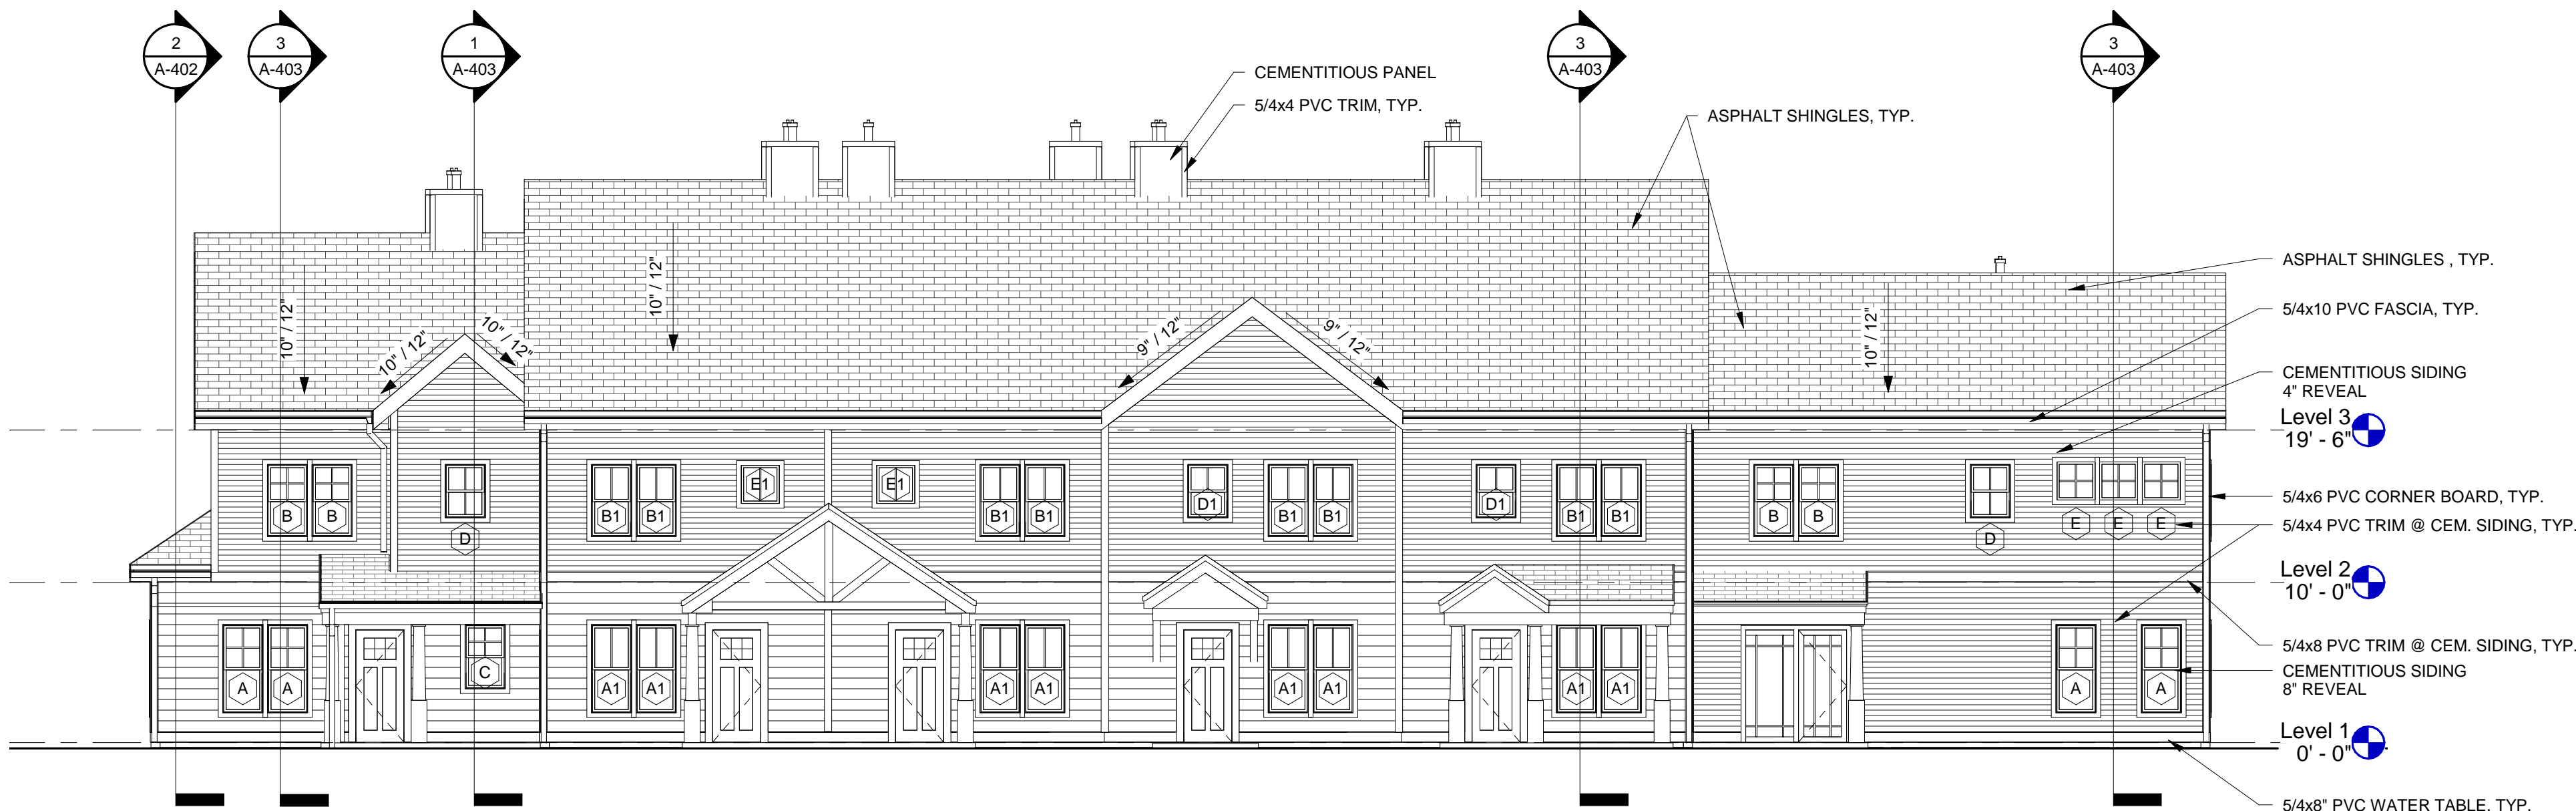 2
A-402
3
A-403
1
A-403
3
A-403
3
A-403
CEMENTITIOUS PANEL
5/4x4 PVC TRIM, TYP.
ASPHALT SHINGLES, TYP.
ASPHALT SHINGLES , TYP.
5/4x10 PVC FASCIA, TYP.
CEMENTITIOUS SIDING
4" REVEAL
Level 3
19' - 6"
5/4x6 PVC CORNER BOARD, TYP.
5/4x4 PVC TRIM @ CEM. SIDING, TYP.
Level 2
10' - 0"
5/4x8 PVC TRIM @ CEM. SIDING, TYP.
CEMENTITIOUS SIDING
8" REVEAL
Level 1
0' - 0"
5/4x8" PVC WATER TABLE, TYP.
10" / 12"
10" / 12"
10" / 12"
10" / 12"
9" / 12"
9" / 12"
10" / 12"
B B D B1 B1 E1 E1 B1 B1 D1 B1 B1 D1 B1 B1 B B D E E E
A A C A1 A1 A1 A1 A1 A1 A1 A1 A A